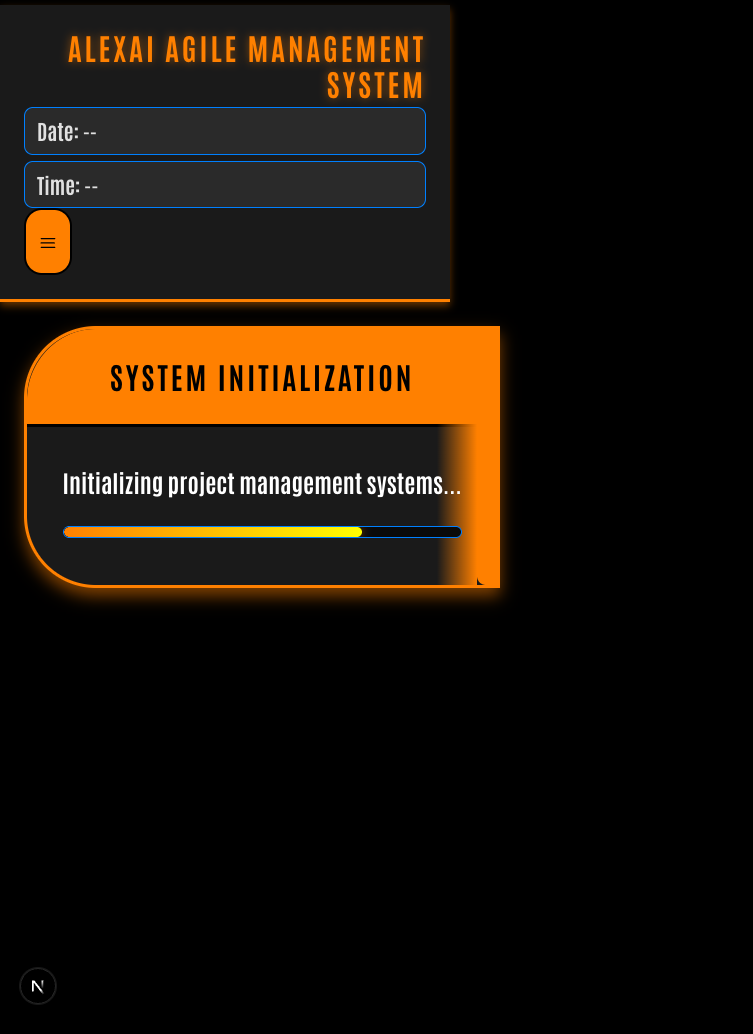 ALEXAI AGILE MANAGEMENT
SYSTEM
Date: --
Time: --
SYSTEM INITIALIZATION
Initializing project management systems...
N